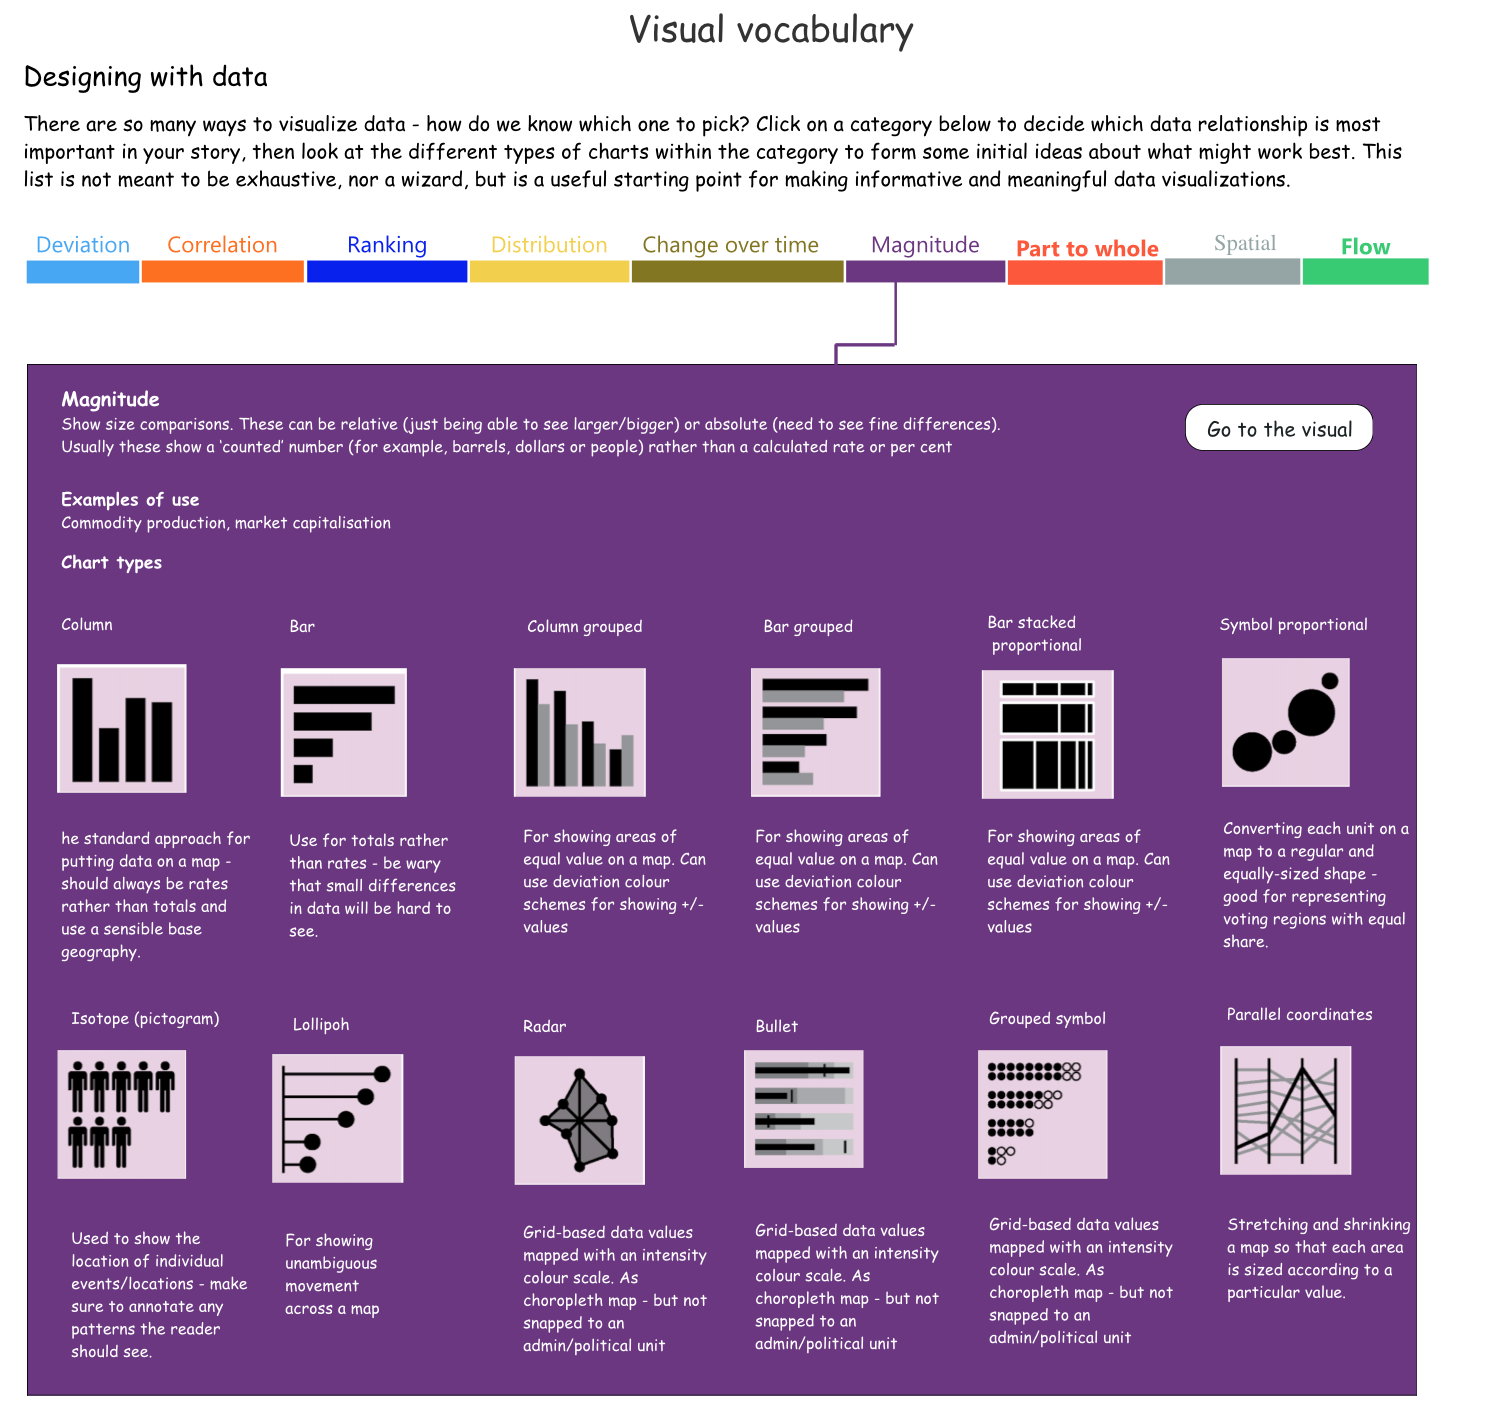 Visual vocabulary
Designing with data
There are so many ways to visualize data - how do we know which one to pick? Click on a category below to decide which data relationship is most
important in your story, then look at the different types of charts within the category to form some initial ideas about what might work best. This
list is not meant to be exhaustive, nor a wizard, but is a useful starting point for making informative and meaningful data visualizations.
Deviation
Correlation
Ranking
Distribution
Change over time
Magnitude
Part to whole
Spatial
Flow
Magnitude
Show size comparisons. These can be relative (just being able to see larger/bigger) or absolute (need to see fine differences).
Usually these show a ‘counted’ number (for example, barrels, dollars or people) rather than a calculated rate or per cent
Go to the visual
Examples of use
Commodity production, market capitalisation
Chart types
Column
Bar
Column grouped
Bar grouped
Bar stacked
proportional
Symbol proportional
he standard approach for
putting data on a map -
should always be rates
rather than totals and
use a sensible base
geography.
Use for totals rather
than rates - be wary
that small differences
in data will be hard to
see.
For showing areas of
equal value on a map. Can
use deviation colour
schemes for showing +/-
values
For showing areas of
equal value on a map. Can
use deviation colour
schemes for showing +/-
values
For showing areas of
equal value on a map. Can
use deviation colour
schemes for showing +/-
values
Converting each unit on a
map to a regular and
equally-sized shape -
good for representing
voting regions with equal
share.
Isotope (pictogram)
Lollipoh
Radar
Bullet
Grouped symbol
Parallel coordinates
Used to show the
location of individual
events/locations - make
sure to annotate any
patterns the reader
should see.
For showing
unambiguous
movement
across a map
Grid-based data values
mapped with an intensity
colour scale. As
choropleth map - but not
snapped to an
admin/political unit
Grid-based data values
mapped with an intensity
colour scale. As
choropleth map - but not
snapped to an
admin/political unit
Grid-based data values
mapped with an intensity
colour scale. As
choropleth map - but not
snapped to an
admin/political unit
Stretching and shrinking
a map so that each area
is sized according to a
particular value.